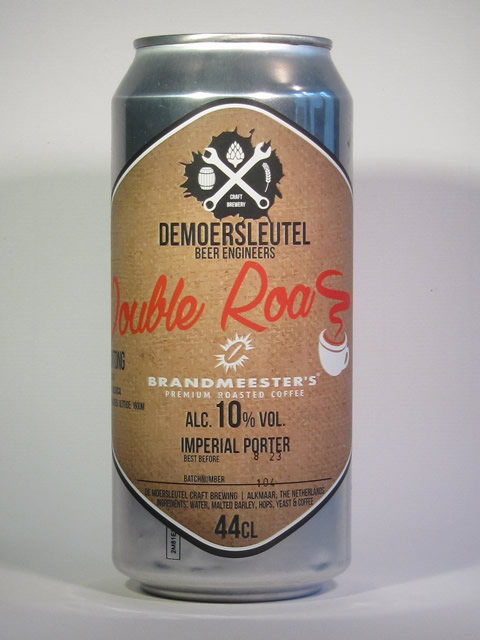 CRAFT
BREWERY
DEMOERSLEUTEL
BEER ENGINEERS
Double Roas
BRANDMEESTER'S
PREMIUM ROASTED COFFEE
ALC. 10% VOL.
IMPERIAL PORTER
BEST BEFORE 8 23
BATCHNUMBER 104
DE MOERSLEUTEL CRAFT BREWING | ALKMAAR, THE NETHERLANDS
INGREDIENTS: WATER, MALTED BARLEY, HOPS, YEAST & COFFEE
44CL